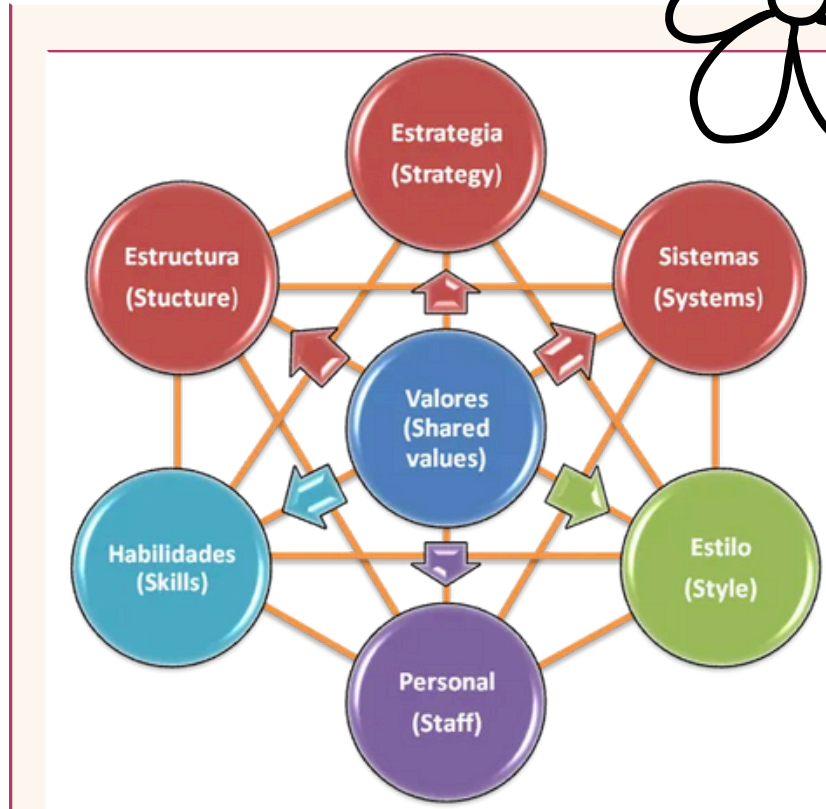 Estrategia
(Strategy)
Estructura
(Stucture)
Sistemas
(Systems)
Valores
(Shared
values)
Habilidades
(Skills)
Estilo
(Style)
Personal
(Staff)